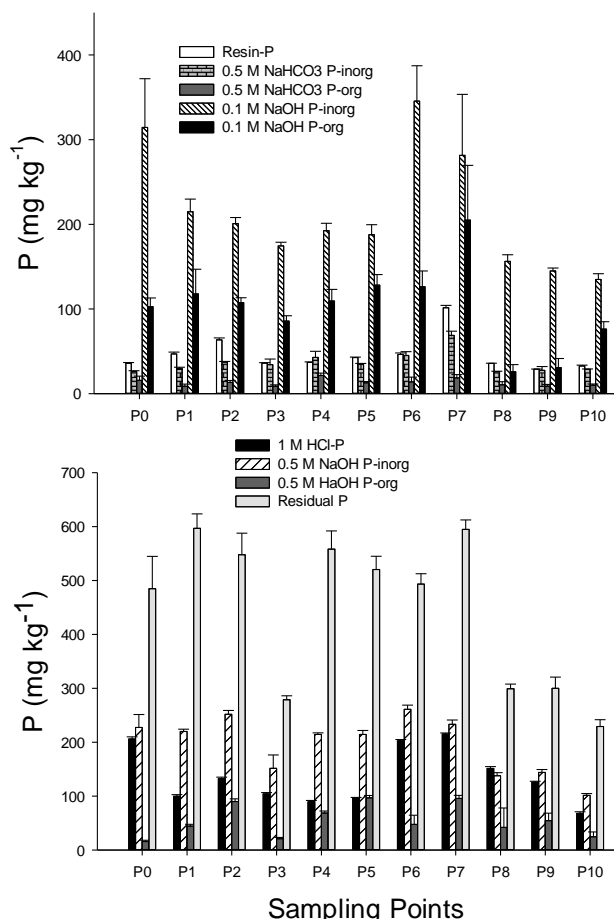 400
300
200
100
0
P (mg kg-1)
Resin-P
0.5 M NaHCO3 P-inorg
0.5 M NaHCO3 P-org
0.1 M NaOH P-inorg
0.1 M NaOH P-org
P0 P1 P2 P3 P4 P5 P6 P7 P8 P9 P10
1 M HCl-P
0.5 M NaOH P-inorg
0.5 M HaOH P-org
Residual P
700
600
500
400
300
200
100
0
P (mg kg-1)
P0 P1 P2 P3 P4 P5 P6 P7 P8 P9 P10
Sampling Points